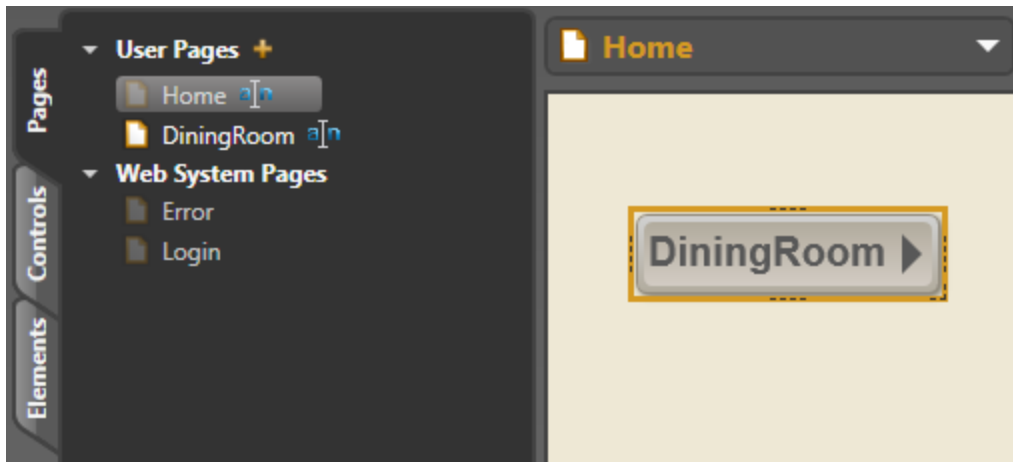 Pages
Controls
Elements
User Pages +
Home a|n
DiningRoom a|n
Web System Pages
Error
Login
Home
DiningRoom